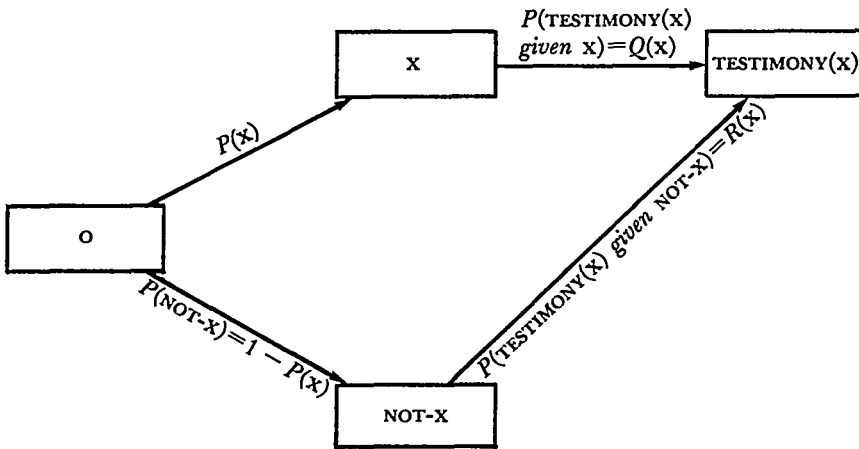 P(TESTIMONY(X)
given X)=Q(X)
X
TESTIMONY(X)
P(X)
O
P(TESTIMONY(X) given NOT-X)=R(X)
P(NOT-X)=1 − P(X)
NOT-X